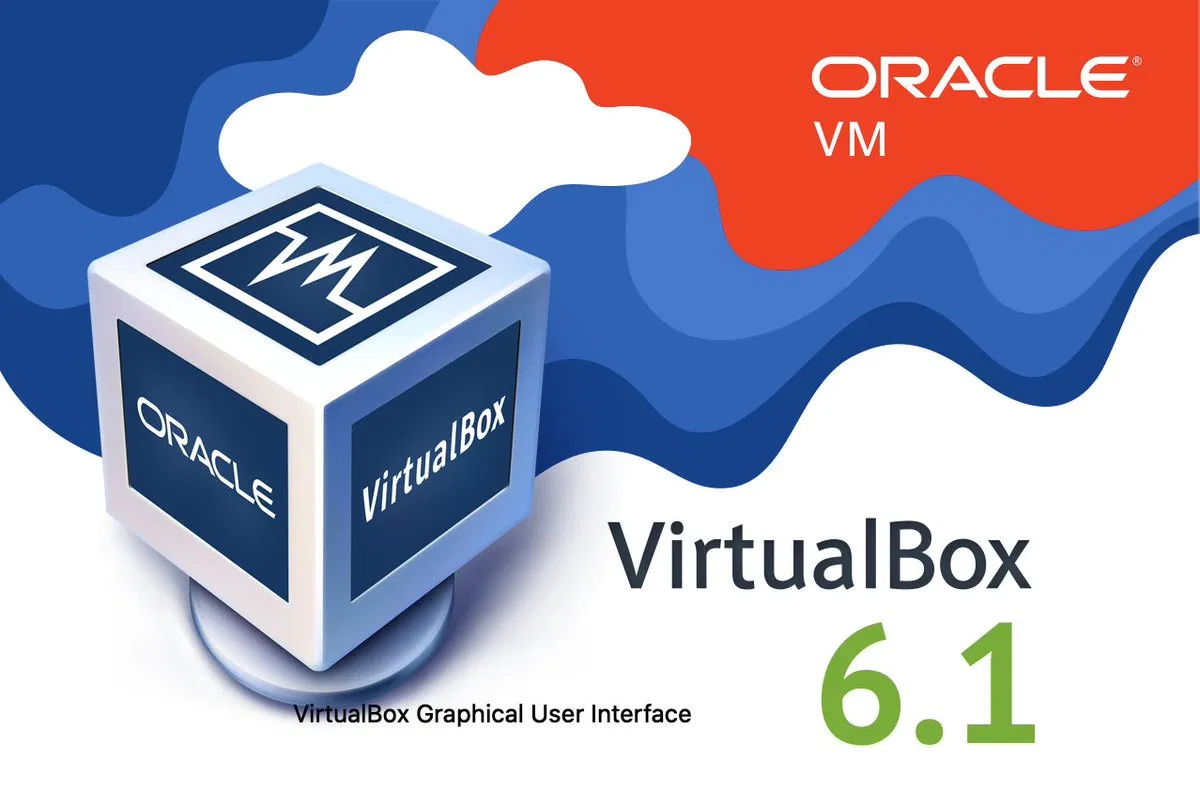 ORACLE®
VM
ORACLE
VirtualBox
VirtualBox
6.1
VirtualBox Graphical User Interface